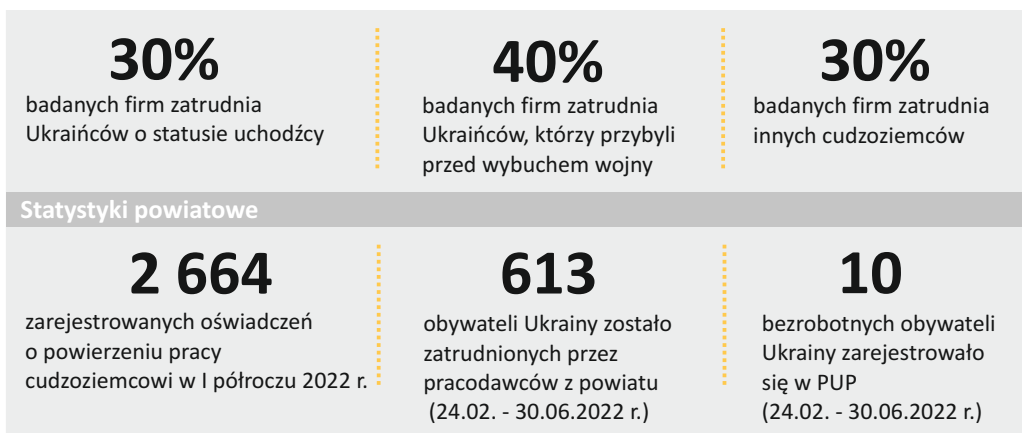 30%
badanych firm zatrudnia
Ukraińców o statusie uchodźcy
40%
badanych firm zatrudnia
Ukraińców, którzy przybyli
przed wybuchem wojny
30%
badanych firm zatrudnia
innych cudzoziemców
Statystyki powiatowe
2 664
zarejestrowanych oświadczeń
o powierzeniu pracy
cudzoziemcowi w I półroczu 2022 r.
613
obywateli Ukrainy zostało
zatrudnionych przez
pracodawców z powiatu
(24.02. - 30.06.2022 r.)
10
bezrobotnych obywateli
Ukrainy zarejestrowało
się w PUP
(24.02. - 30.06.2022 r.)